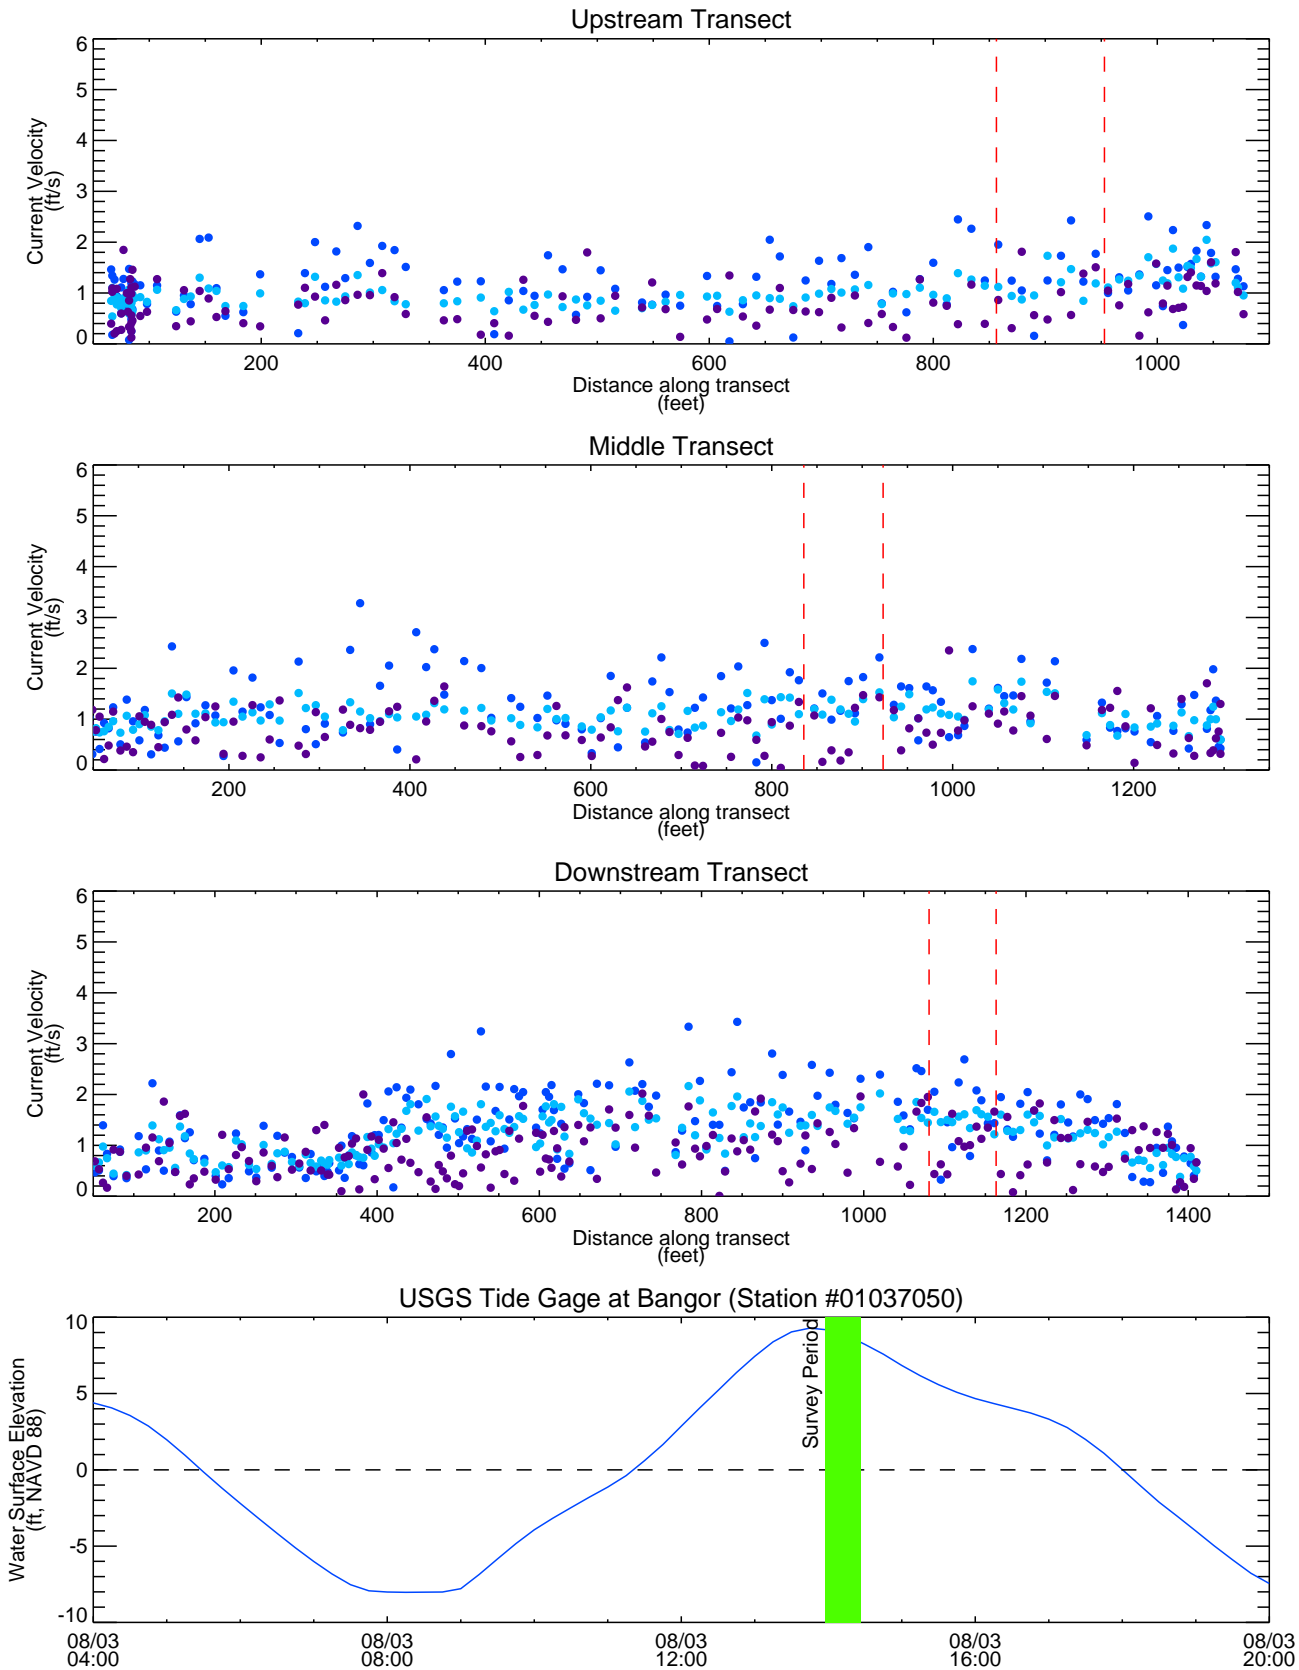 Upstream Transect
6
5
4
3
2
1
0
Current Velocity
(ft/s)
200
400
600
800
1000
Distance along transect
(feet)
Middle Transect
6
5
4
3
2
1
0
Current Velocity
(ft/s)
200
400
600
800
1000
1200
Distance along transect
(feet)
Downstream Transect
6
5
4
3
2
1
0
Current Velocity
(ft/s)
200
400
600
800
1000
1200
1400
Distance along transect
(feet)
USGS Tide Gage at Bangor (Station #01037050)
10
5
0
-5
-10
Water Surface Elevation
(ft, NAVD 88)
Survey Period
08/03
04:00
08/03
08:00
08/03
12:00
08/03
16:00
08/03
20:00